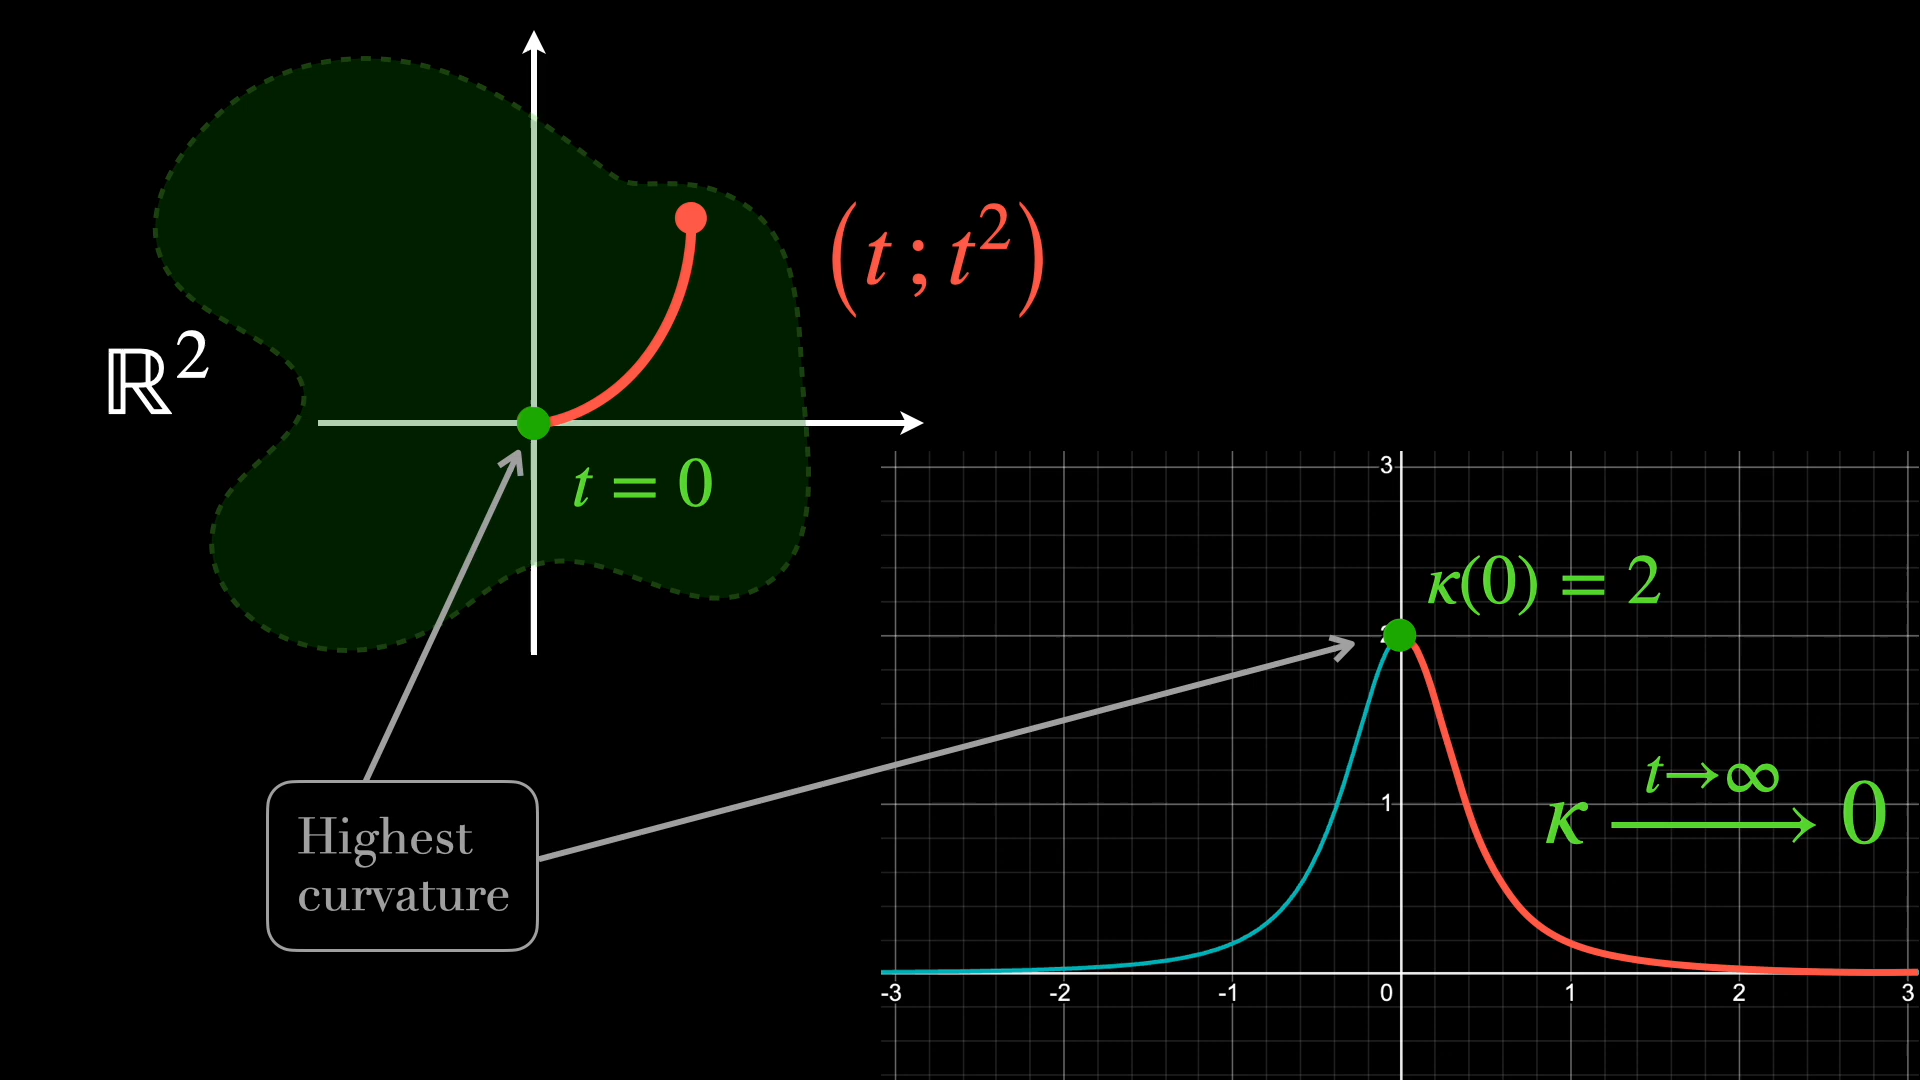 (t ; t²)
ℝ²
t = 0
3
κ(0) = 2
2
t→∞
1
κ ⟶ 0
Highest
curvature
-3 -2 -1 0 1 2 3